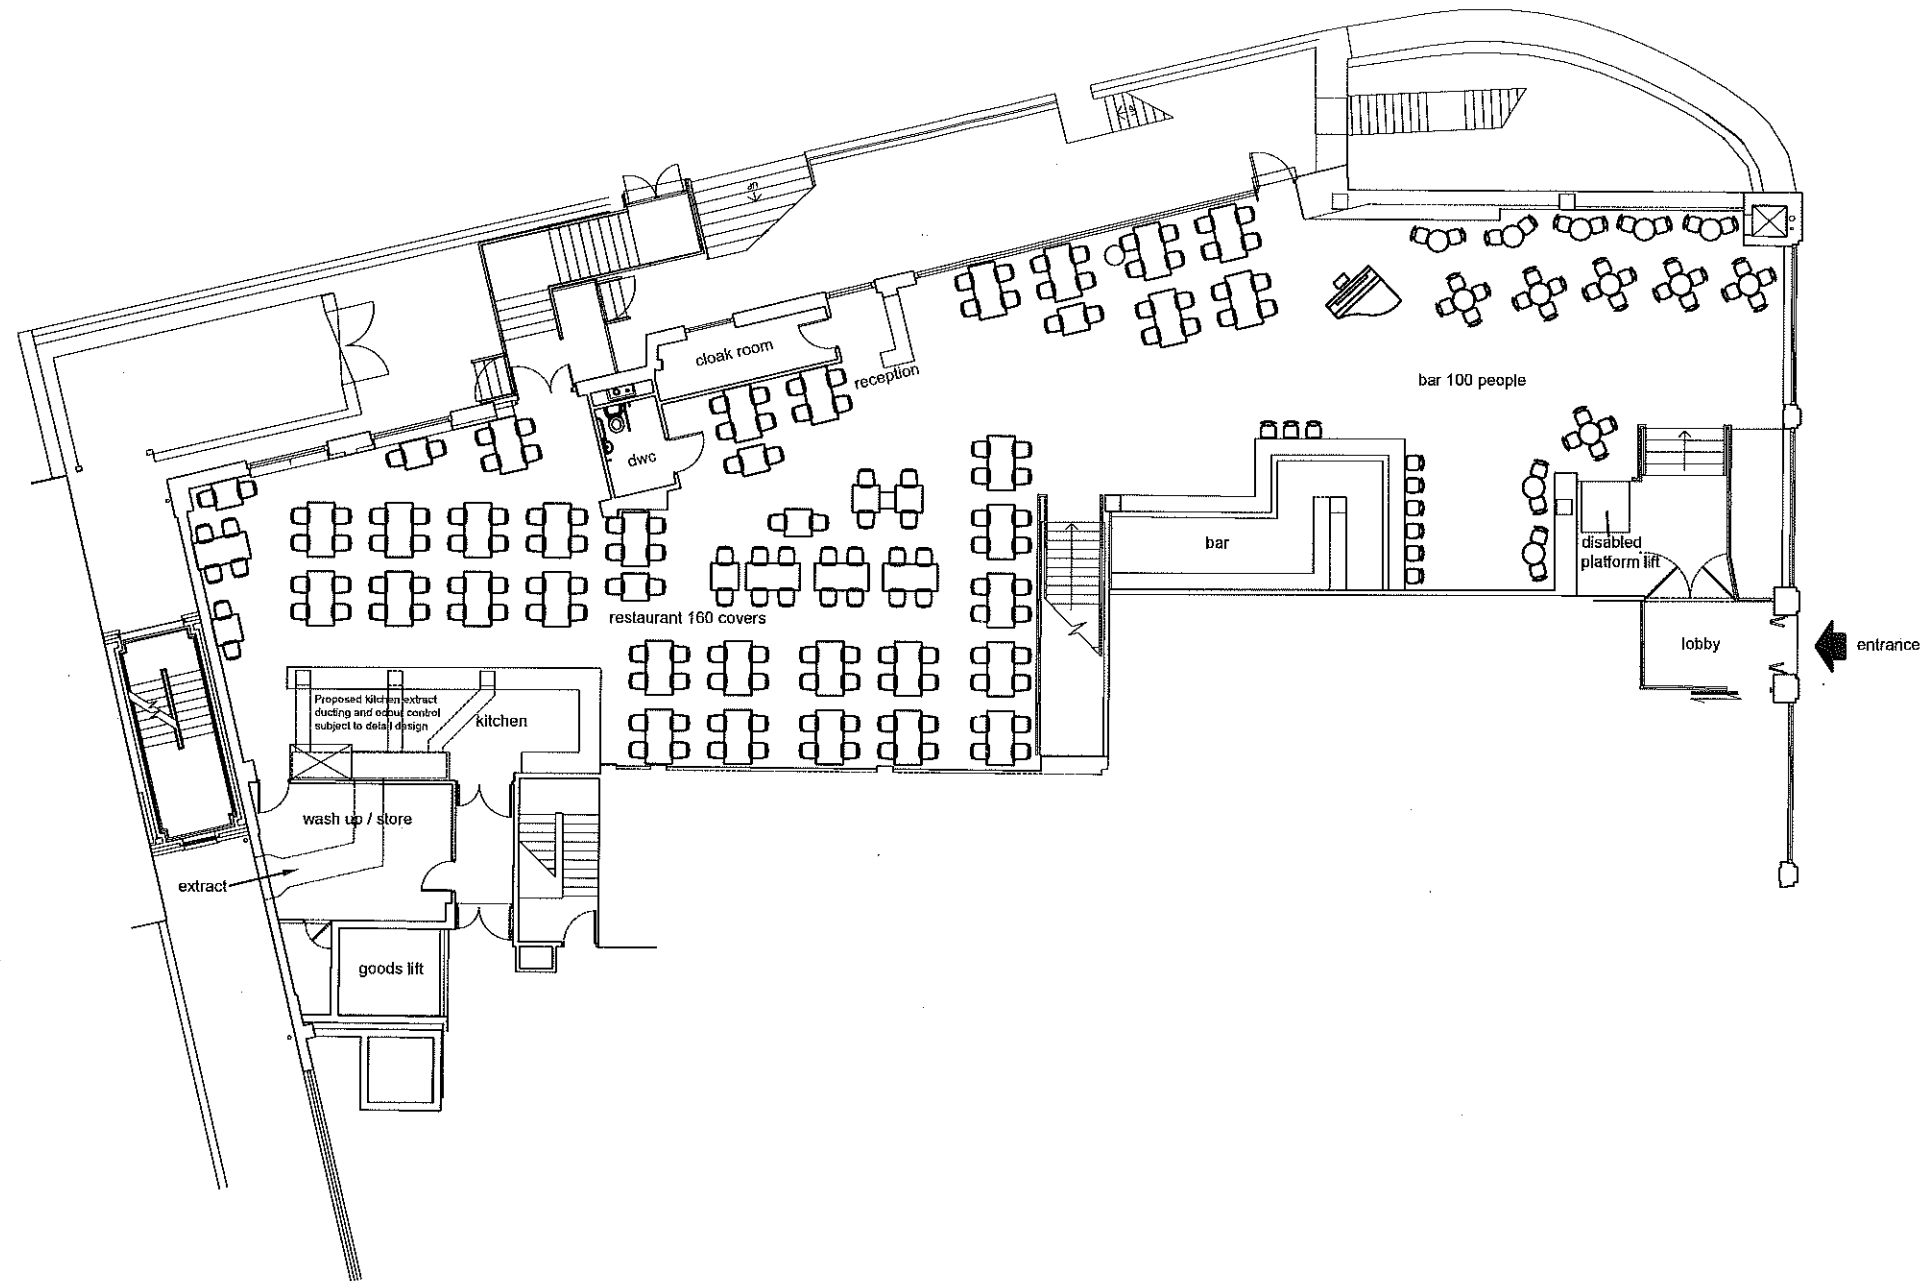 cloak room
reception
bar 100 people
dwc
bar
disabled
platform lift
restaurant 160 covers
lobby
entrance
Proposed kitchen extract
ducting and odour control
subject to detail design
kitchen
wash up / store
extract
goods lift